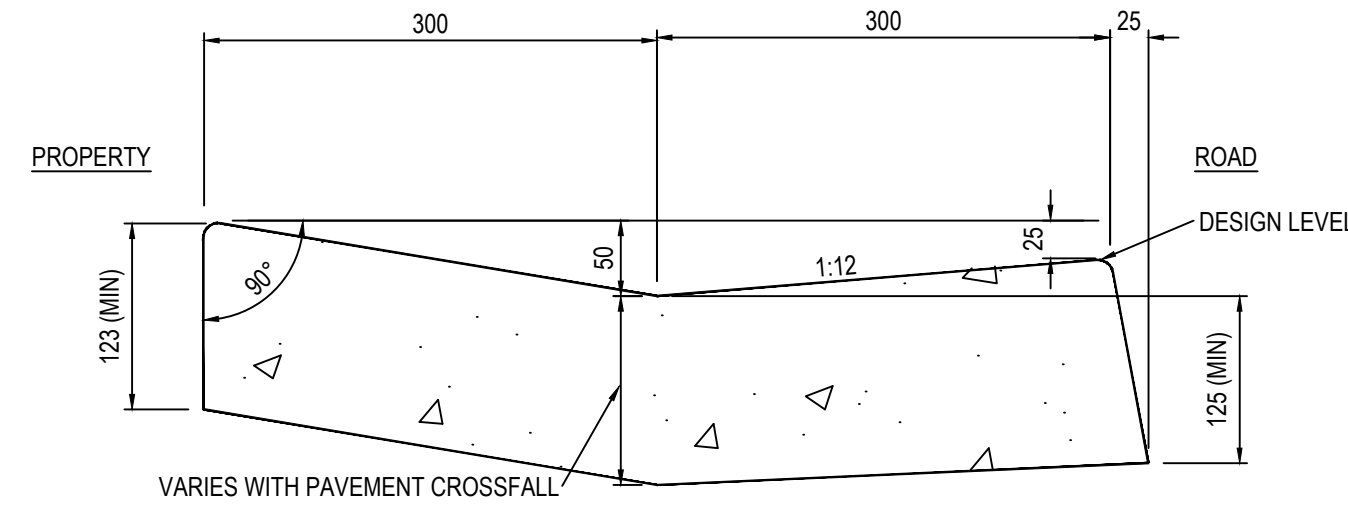 300
300
25
PROPERTY
ROAD
DESIGN LEVEL
25
50
1:12
90°
123 (MIN)
125 (MIN)
VARIES WITH PAVEMENT CROSSFALL